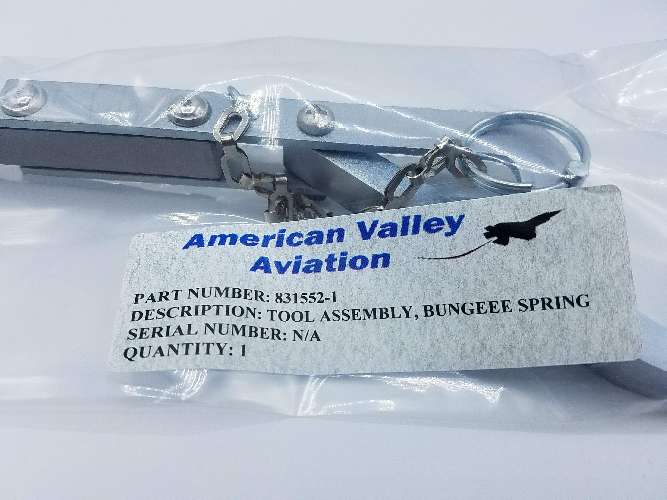 American Valley
Aviation
PART NUMBER: 831552-1
DESCRIPTION: TOOL ASSEMBLY, BUNGEEE SPRING
SERIAL NUMBER: N/A
QUANTITY: 1